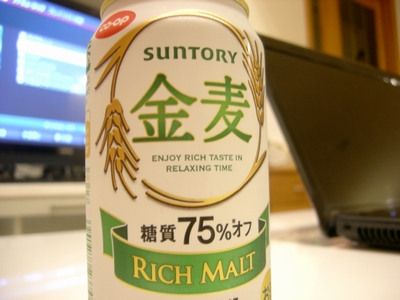 CO·OP
SUNTORY
金麦
ENJOY RICH TASTE IN
RELAXING TIME
糖質75%*オフ
RICH MALT